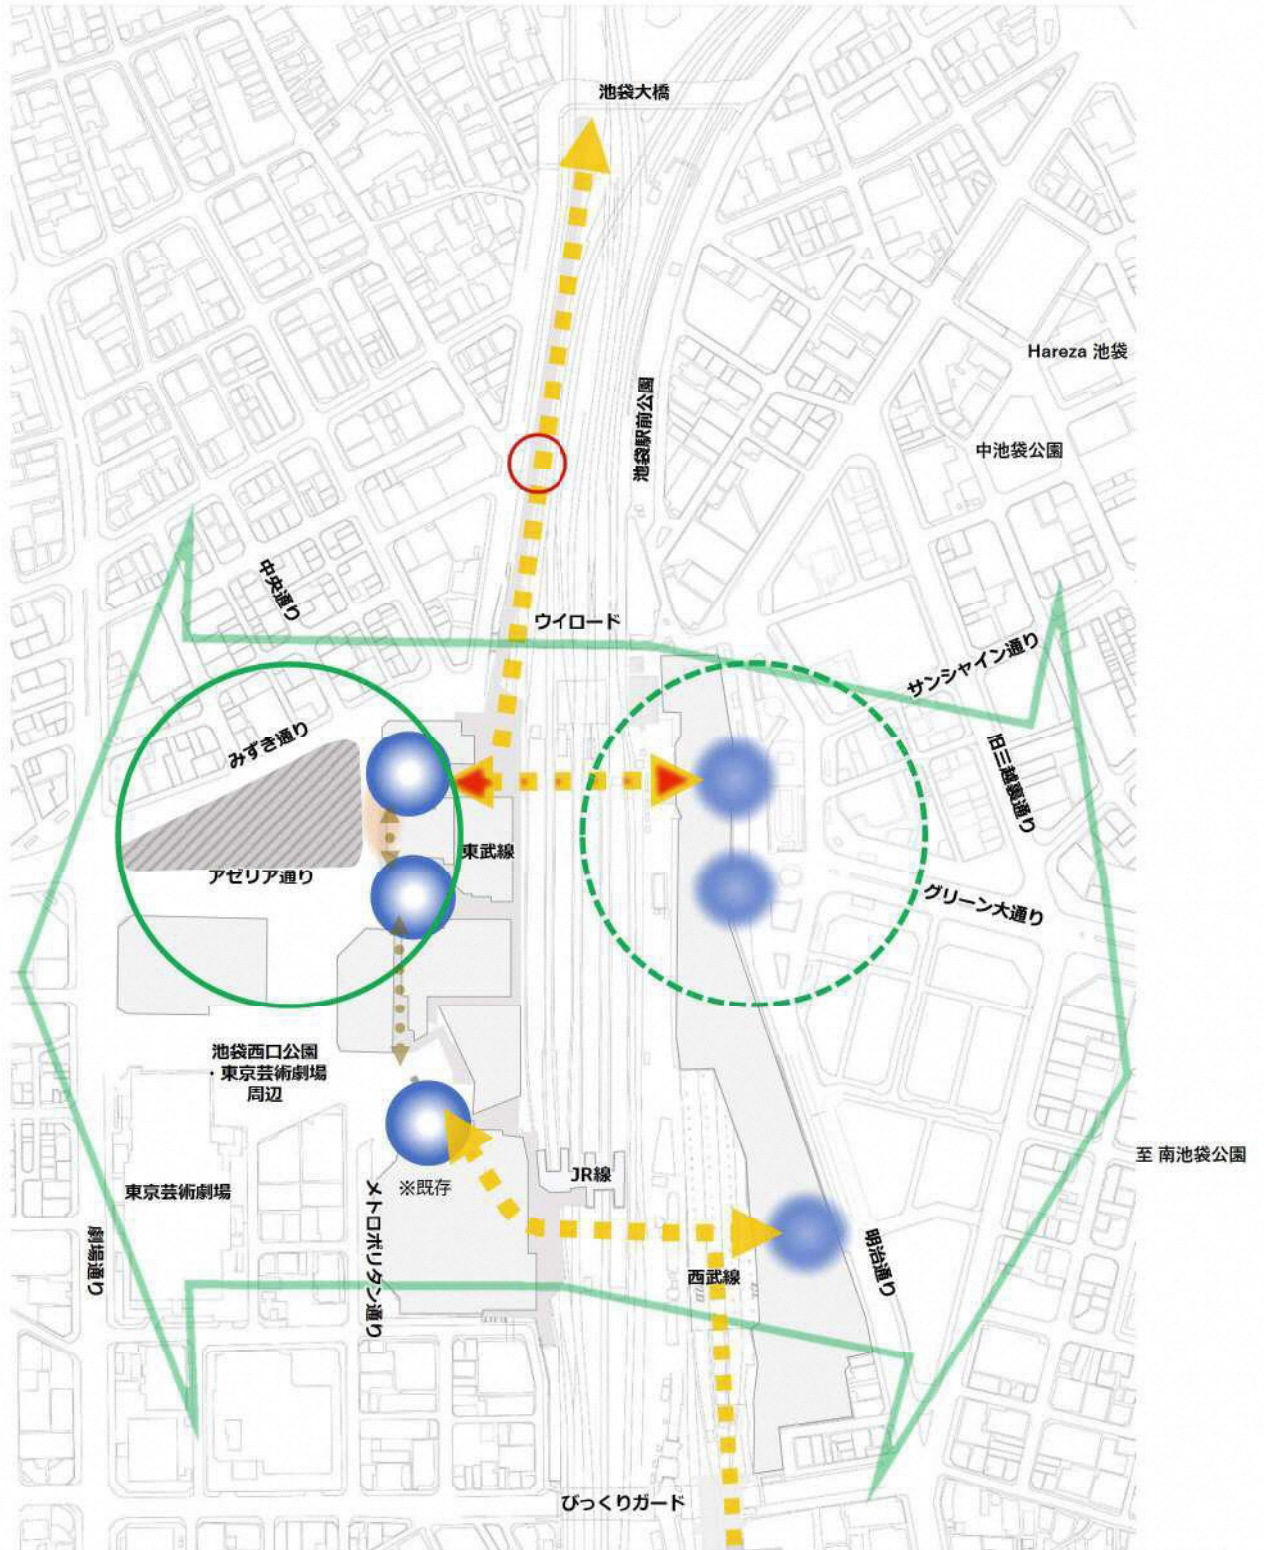 池袋大橋
Hareza 池袋
池袋駅前公園
中池袋公園
中央通り
ウイロード
サンシャイン通り
みずき通り
旧三越裏通り
東武線
アゼリア通り
グリーン大通り
池袋西口公園
・東京芸術劇場
周辺
至 南池袋公園
JR線
※既存
東京芸術劇場
メトロポリタン通り
劇場通り
明治通り
西武線
びっくりガード